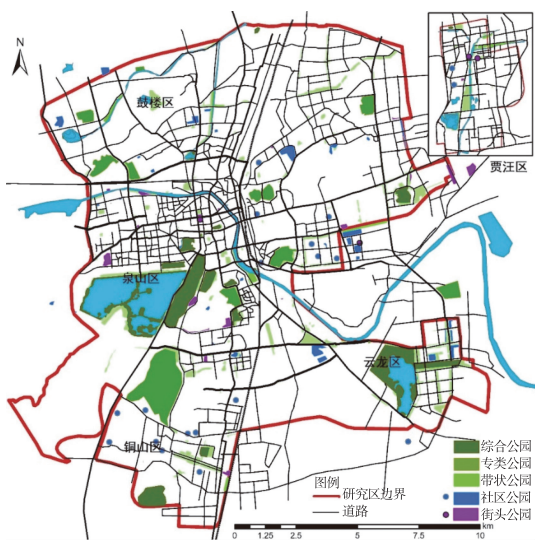 N
鼓楼区
贾汪区
泉山区
云龙区
铜山区
图例
研究区边界
道路
综合公园
专类公园
带状公园
社区公园
街头公园
0 1.25 2.5 5 7.5 10
km